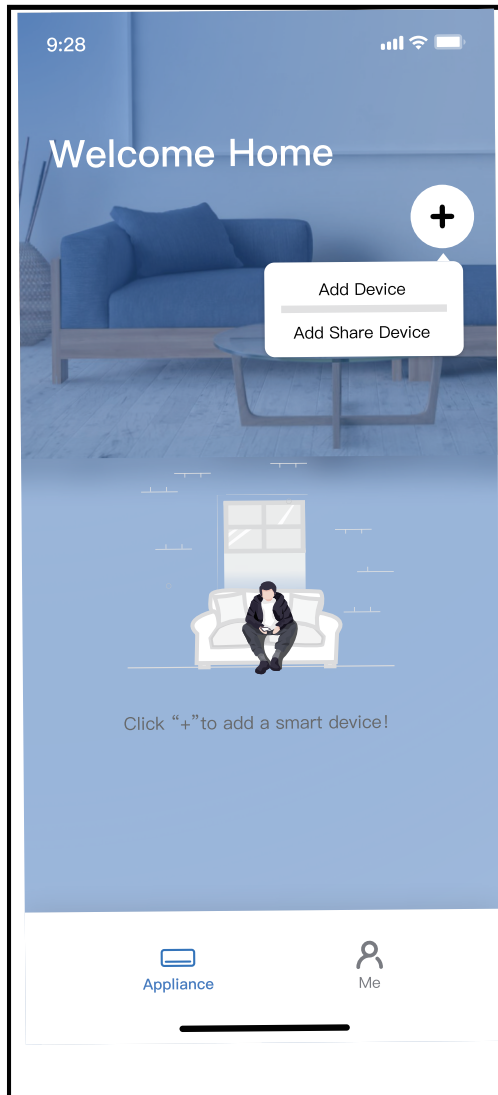 9:28
Welcome Home
Add Device
Add Share Device
Click “+”to add a smart device!
Appliance
Me